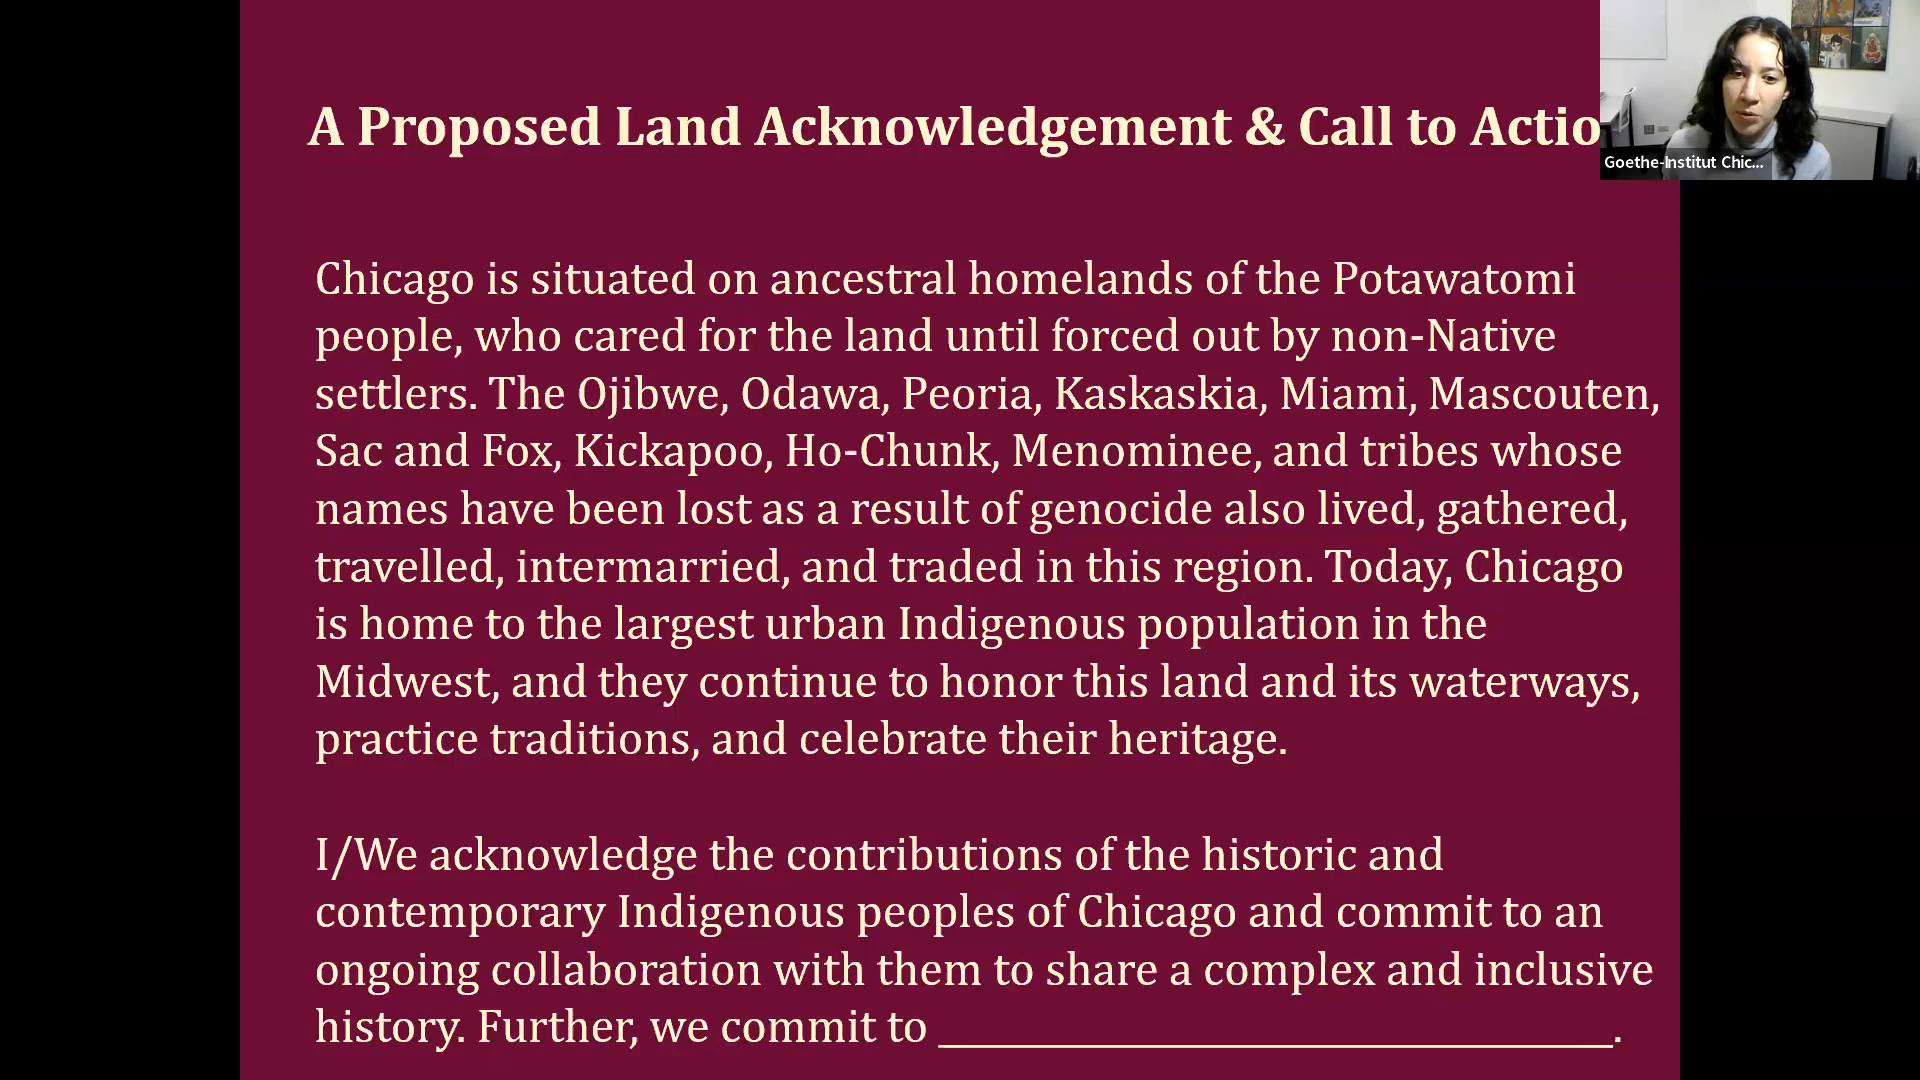 A Proposed Land Acknowledgement & Call to Actio
Goethe-Institut Chic...
Chicago is situated on ancestral homelands of the Potawatomi
people, who cared for the land until forced out by non-Native
settlers. The Ojibwe, Odawa, Peoria, Kaskaskia, Miami, Mascouten,
Sac and Fox, Kickapoo, Ho-Chunk, Menominee, and tribes whose
names have been lost as a result of genocide also lived, gathered,
travelled, intermarried, and traded in this region. Today, Chicago
is home to the largest urban Indigenous population in the
Midwest, and they continue to honor this land and its waterways,
practice traditions, and celebrate their heritage.
I/We acknowledge the contributions of the historic and
contemporary Indigenous peoples of Chicago and commit to an
ongoing collaboration with them to share a complex and inclusive
history. Further, we commit to ______________________________.